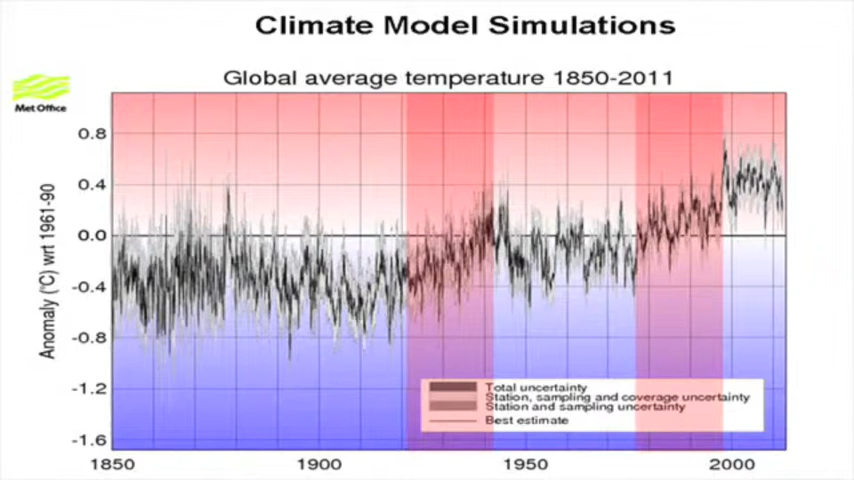 Climate Model Simulations
Global average temperature 1850-2011
Met Office
Anomaly (°C) wrt 1961-90
0.8
0.4
0.0
-0.4
-0.8
-1.2
-1.6
Total uncertainty
Station, sampling and coverage uncertainty
Station and sampling uncertainty
Best estimate
1850 1900 1950 2000